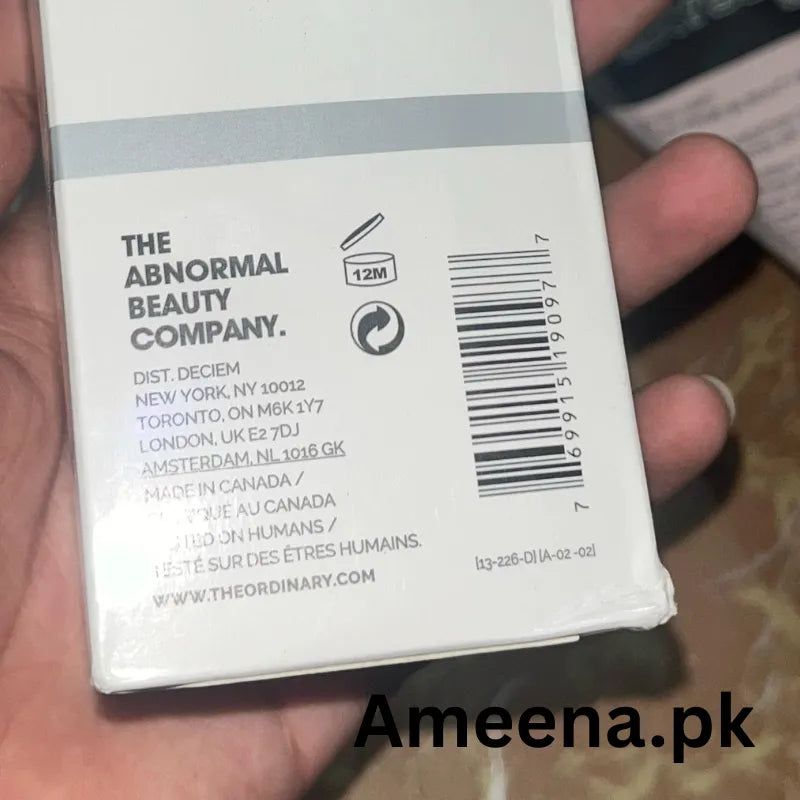 THE
ABNORMAL
BEAUTY
COMPANY.
12M
DIST. DECIEM
NEW YORK, NY 10012
TORONTO, ON M6K 1Y7
LONDON, UK E2 7DJ
AMSTERDAM, NL 1016 GK
MADE IN CANADA /
AU CANADA
ON HUMANS /
TESTÉ SUR DES ÊTRES HUMAINS.
WWW.THEORDINARY.COM
7 69915 19097 7
[13-226-D] [A-02 -02]
Ameena.pk